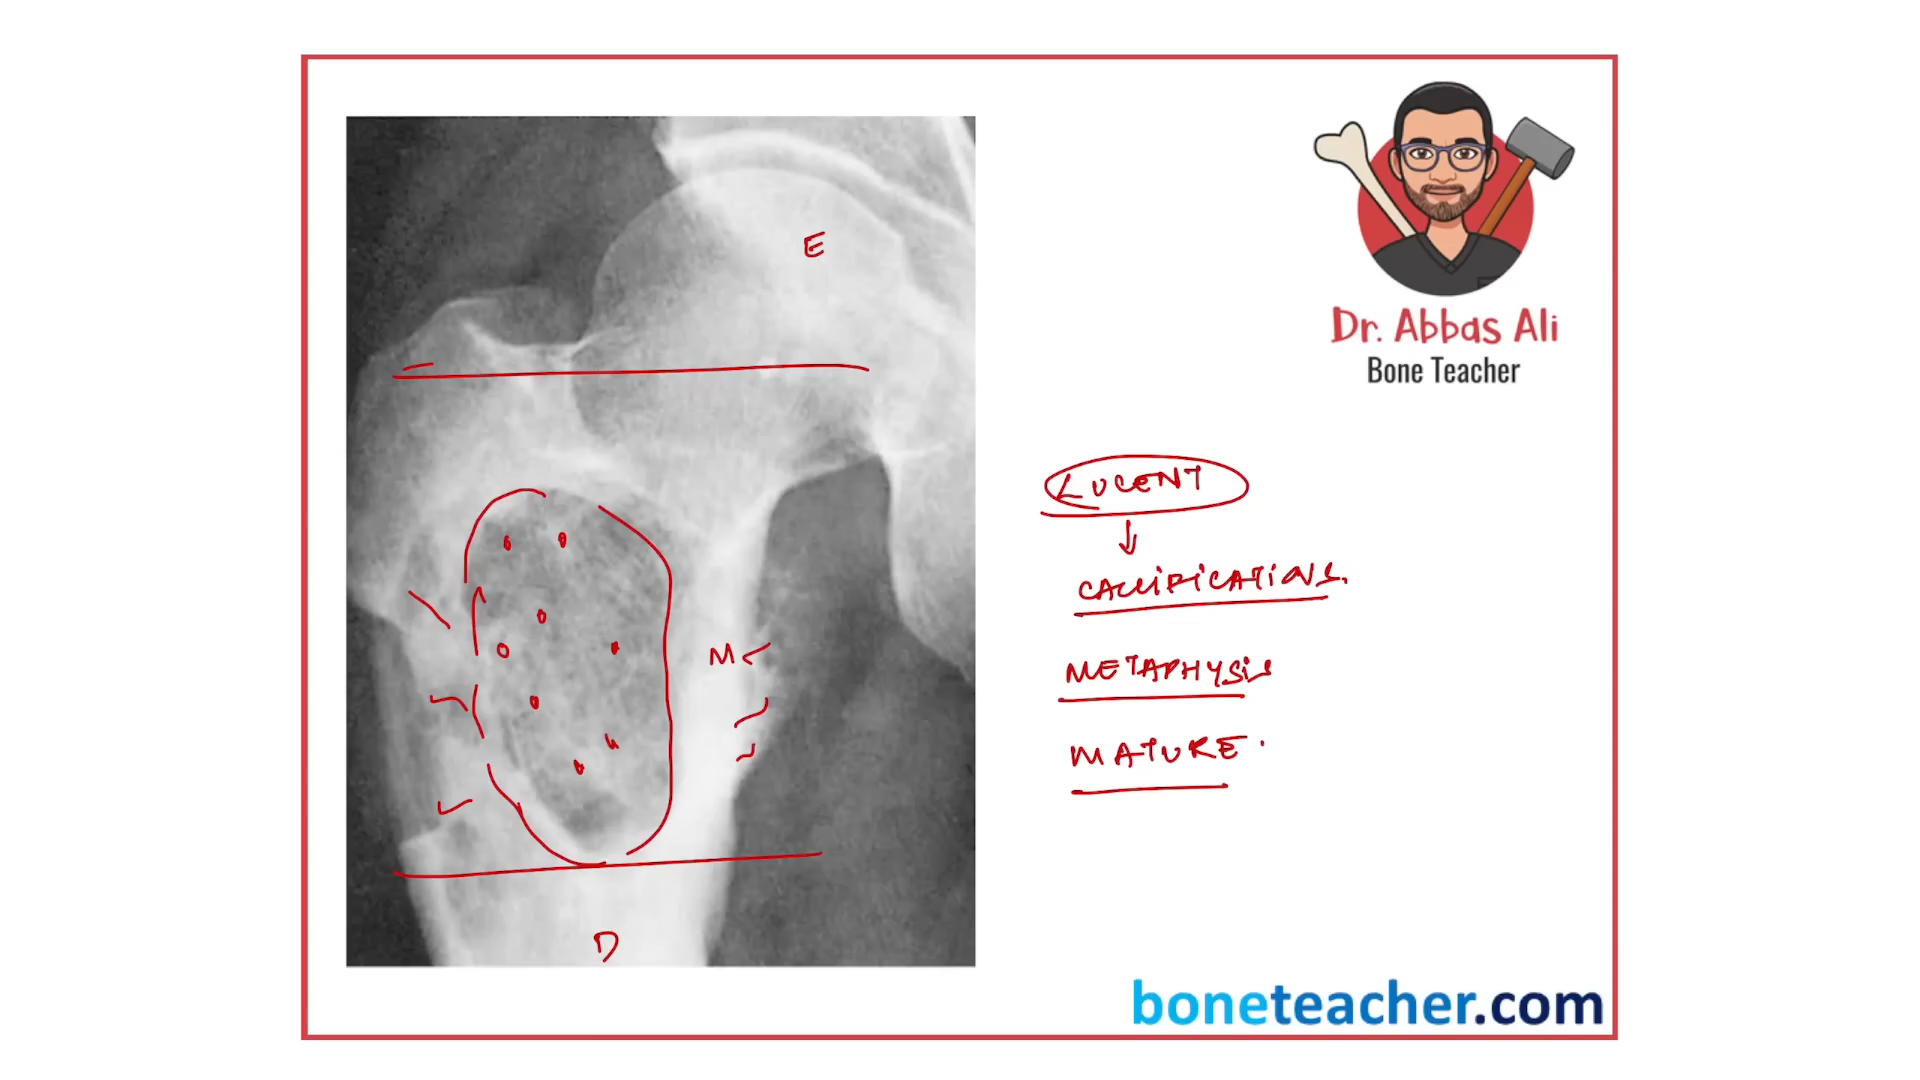 E
Dr. Abbas Ali
Bone Teacher
LUCENT
CALCIFICATIONS.
M
METAPHYSIS
MATURE.
D
boneteacher.com